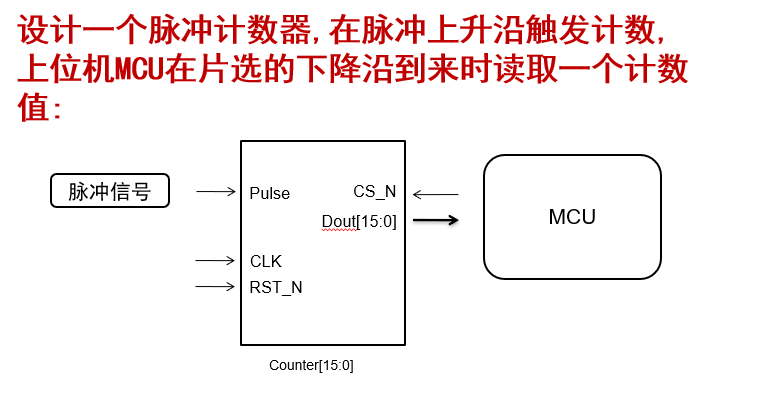 设计一个脉冲计数器,在脉冲上升沿触发计数,
上位机MCU在片选的下降沿到来时读取一个计数
值:
脉冲信号
Pulse
CS_N
Dout[15:0]
MCU
CLK
RST_N
Counter[15:0]